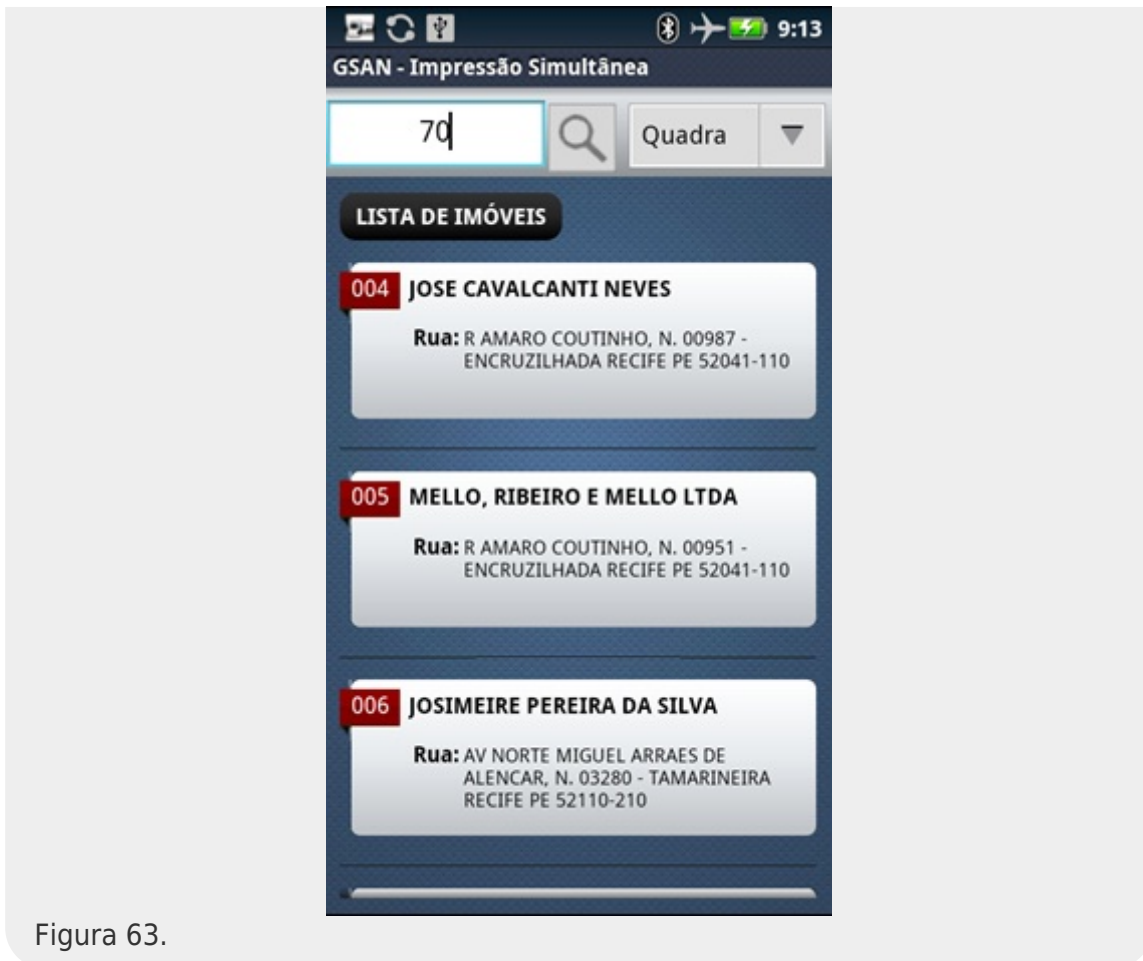 9:13
GSAN - Impressão Simultânea
70
Quadra
LISTA DE IMÓVEIS
004 JOSE CAVALCANTI NEVES
Rua: R AMARO COUTINHO, N. 00987 -
ENCRUZILHADA RECIFE PE 52041-110
005 MELLO, RIBEIRO E MELLO LTDA
Rua: R AMARO COUTINHO, N. 00951 -
ENCRUZILHADA RECIFE PE 52041-110
006 JOSIMEIRE PEREIRA DA SILVA
Rua: AV NORTE MIGUEL ARRAES DE
ALENCAR, N. 03280 - TAMARINEIRA
RECIFE PE 52110-210
Figura 63.